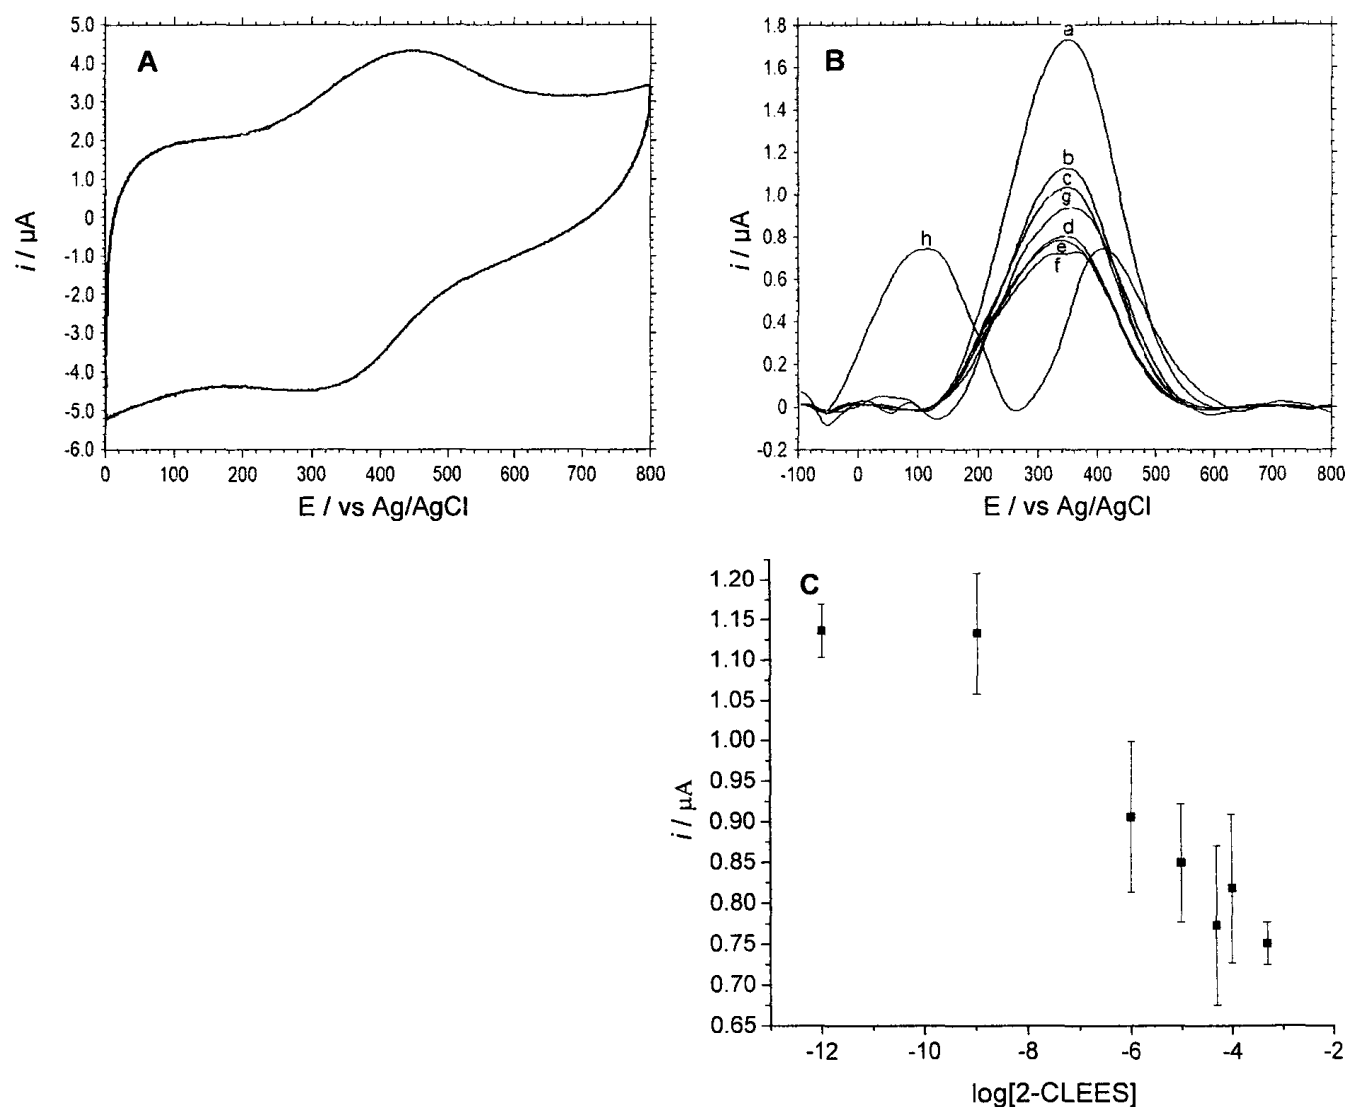 A
5.0
4.0
3.0
2.0
1.0
0
-1.0
-2.0
-3.0
-4.0
-5.0
-6.0
i / µA
0 100 200 300 400 500 600 700 800
E / vs Ag/AgCl
B
1.8
1.6
1.4
1.2
1.0
0.8
0.6
0.4
0.2
0
-0.2
i / µA
a
b
c
g
d
e
f
h
-100 0 100 200 300 400 500 600 700 800
E / vs Ag/AgCl
C
1.20
1.15
1.10
1.05
1.00
0.95
0.90
0.85
0.80
0.75
0.70
0.65
i / µA
-12 -10 -8 -6 -4 -2
log[2-CLEES]